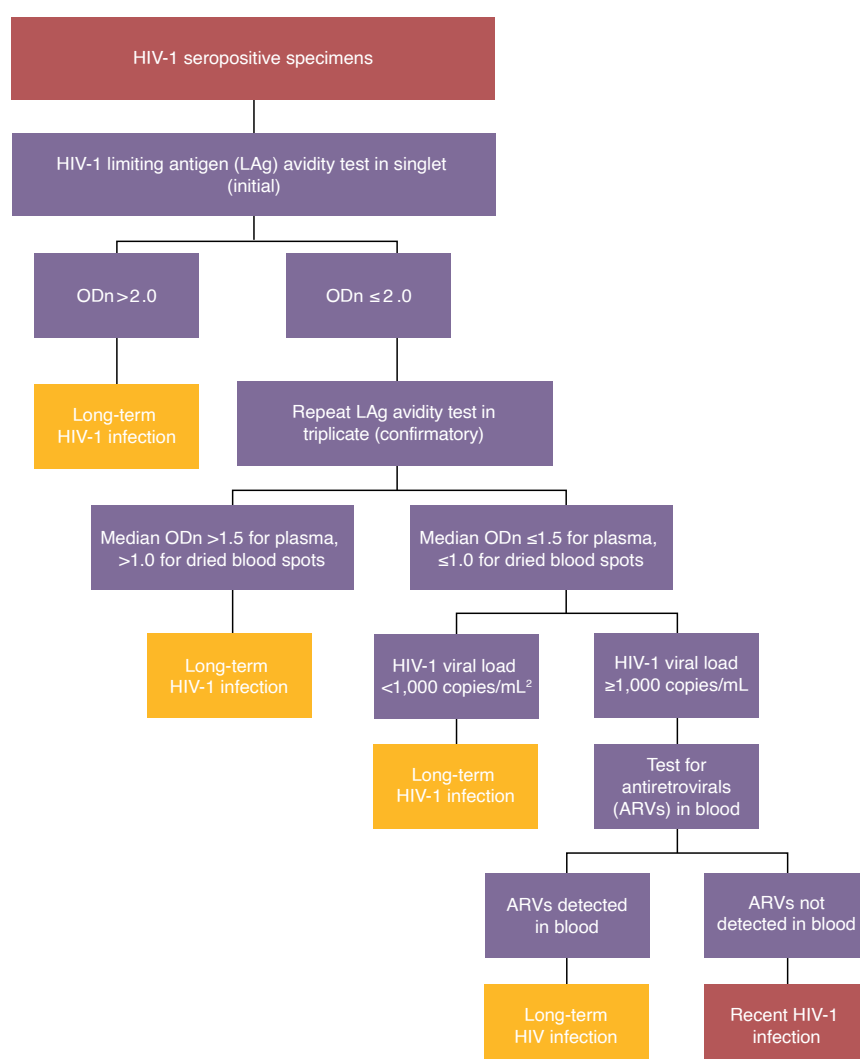 HIV-1 seropositive specimens
HIV-1 limiting antigen (LAg) avidity test in singlet
(initial)
ODn>2.0
ODn ≤2.0
Long-term
HIV-1 infection
Repeat LAg avidity test in
triplicate (confirmatory)
Median ODn >1.5 for plasma,
>1.0 for dried blood spots
Median ODn ≤1.5 for plasma,
≤1.0 for dried blood spots
Long-term
HIV-1 infection
HIV-1 viral load
<1,000 copies/mL²
HIV-1 viral load
≥1,000 copies/mL
Long-term
HIV-1 infection
Test for
antiretrovirals
(ARVs) in blood
ARVs detected
in blood
ARVs not
detected in blood
Long-term
HIV infection
Recent HIV-1
infection